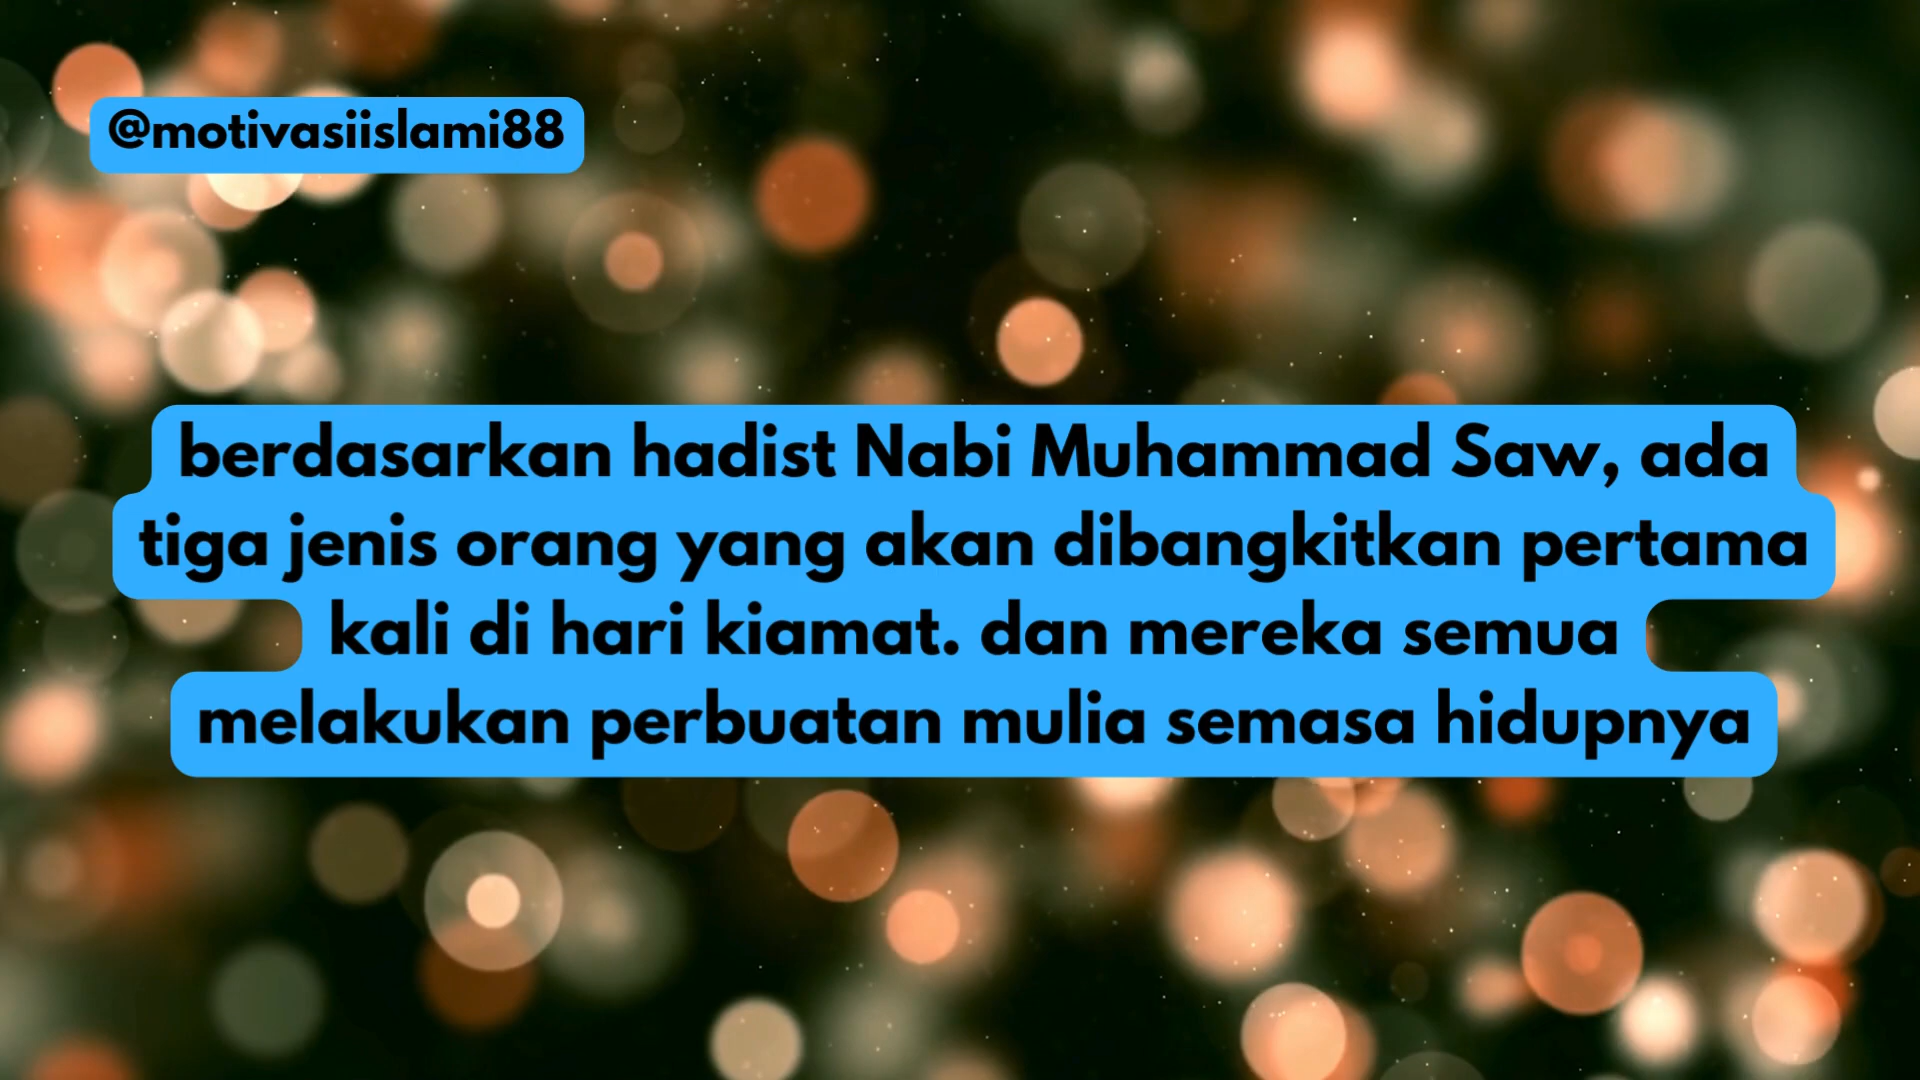 @motivasiislami88
berdasarkan hadist Nabi Muhammad Saw, ada
tiga jenis orang yang akan dibangkitkan pertama
kali di hari kiamat. dan mereka semua
melakukan perbuatan mulia semasa hidupnya